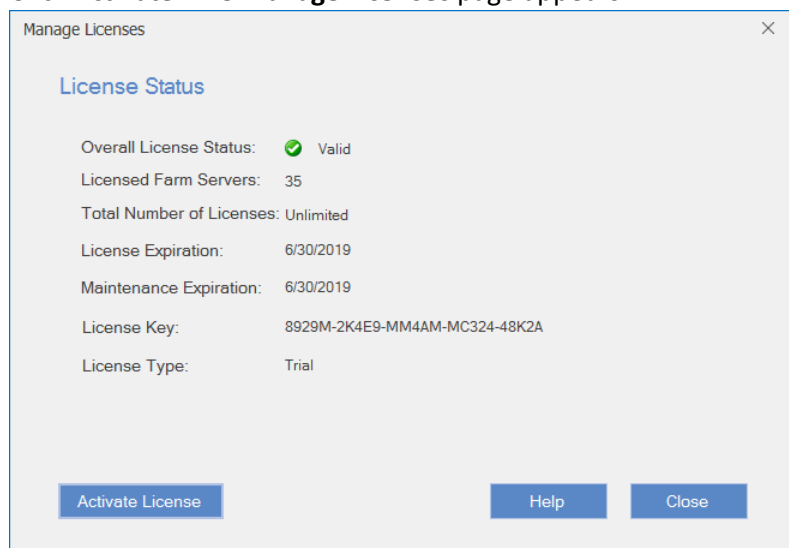 Manage Licenses
License Status
Overall License Status: Valid
Licensed Farm Servers: 35
Total Number of Licenses: Unlimited
License Expiration: 6/30/2019
Maintenance Expiration: 6/30/2019
License Key: 8929M-2K4E9-MM4AM-MC324-48K2A
License Type: Trial
Activate License Help Close